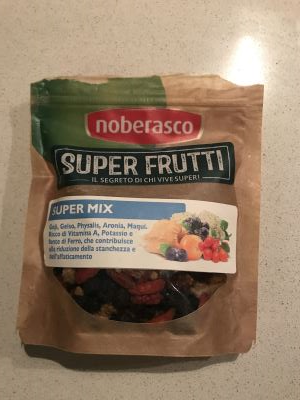 noberasco
SUPER FRUTTI
IL SEGRETO DI CHI VIVE SUPER!
SUPER MIX
Goji, Gelso, Physalis, Aronia, Maqui.
Ricco di Vitamina A, Potassio e
fonte di Ferro, che contribuisce
alla riduzione della stanchezza e
dell'affaticamento